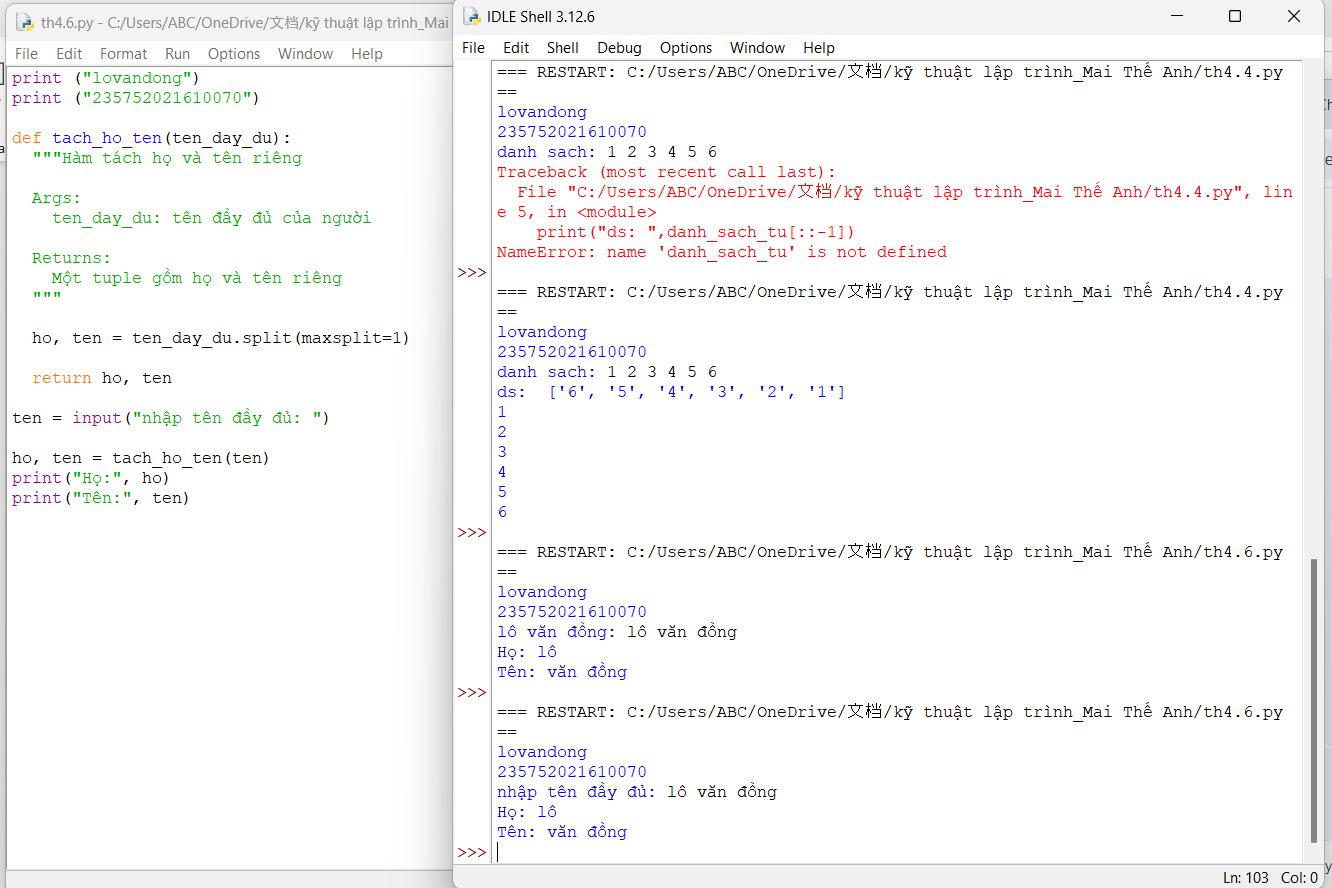 th4.6.py - C:/Users/ABC/OneDrive/文档/kỹ thuật lập trình_Mai
File Edit Format Run Options Window Help
print ("lovandong")
print ("235752021610070")
def tach_ho_ten(ten_day_du):
"""Hàm tách họ và tên riêng
Args:
ten_day_du: tên đầy đủ của người
Returns:
Một tuple gồm họ và tên riêng
"""
ho, ten = ten_day_du.split(maxsplit=1)
return ho, ten
ten = input("nhập tên đầy đủ: ")
ho, ten = tach_ho_ten(ten)
print("Họ:", ho)
print("Tên:", ten)
IDLE Shell 3.12.6
File Edit Shell Debug Options Window Help
=== RESTART: C:/Users/ABC/OneDrive/文档/kỹ thuật lập trình_Mai Thế Anh/th4.4.py
==
lovandong
235752021610070
danh sach: 1 2 3 4 5 6
Traceback (most recent call last):
File "C:/Users/ABC/OneDrive/文档/kỹ thuật lập trình_Mai Thế Anh/th4.4.py", lin
e 5, in <module>
print("ds: ",danh_sach_tu[::-1])
NameError: name 'danh_sach_tu' is not defined
>>>
=== RESTART: C:/Users/ABC/OneDrive/文档/kỹ thuật lập trình_Mai Thế Anh/th4.4.py
==
lovandong
235752021610070
danh sach: 1 2 3 4 5 6
ds:  ['6', '5', '4', '3', '2', '1']
1
2
3
4
5
6
>>>
=== RESTART: C:/Users/ABC/OneDrive/文档/kỹ thuật lập trình_Mai Thế Anh/th4.6.py
==
lovandong
235752021610070
lô văn đồng: lô văn đồng
Họ: lô
Tên: văn đồng
>>>
=== RESTART: C:/Users/ABC/OneDrive/文档/kỹ thuật lập trình_Mai Thế Anh/th4.6.py
==
lovandong
235752021610070
nhập tên đầy đủ: lô văn đồng
Họ: lô
Tên: văn đồng
>>>
Ln: 103 Col: 0